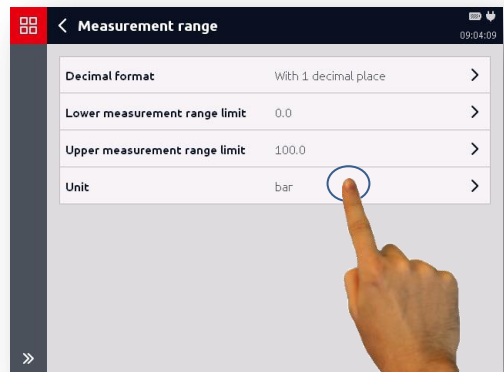 Measurement range
09:04:09
Decimal format With 1 decimal place
Lower measurement range limit 0.0
Upper measurement range limit 100.0
Unit bar